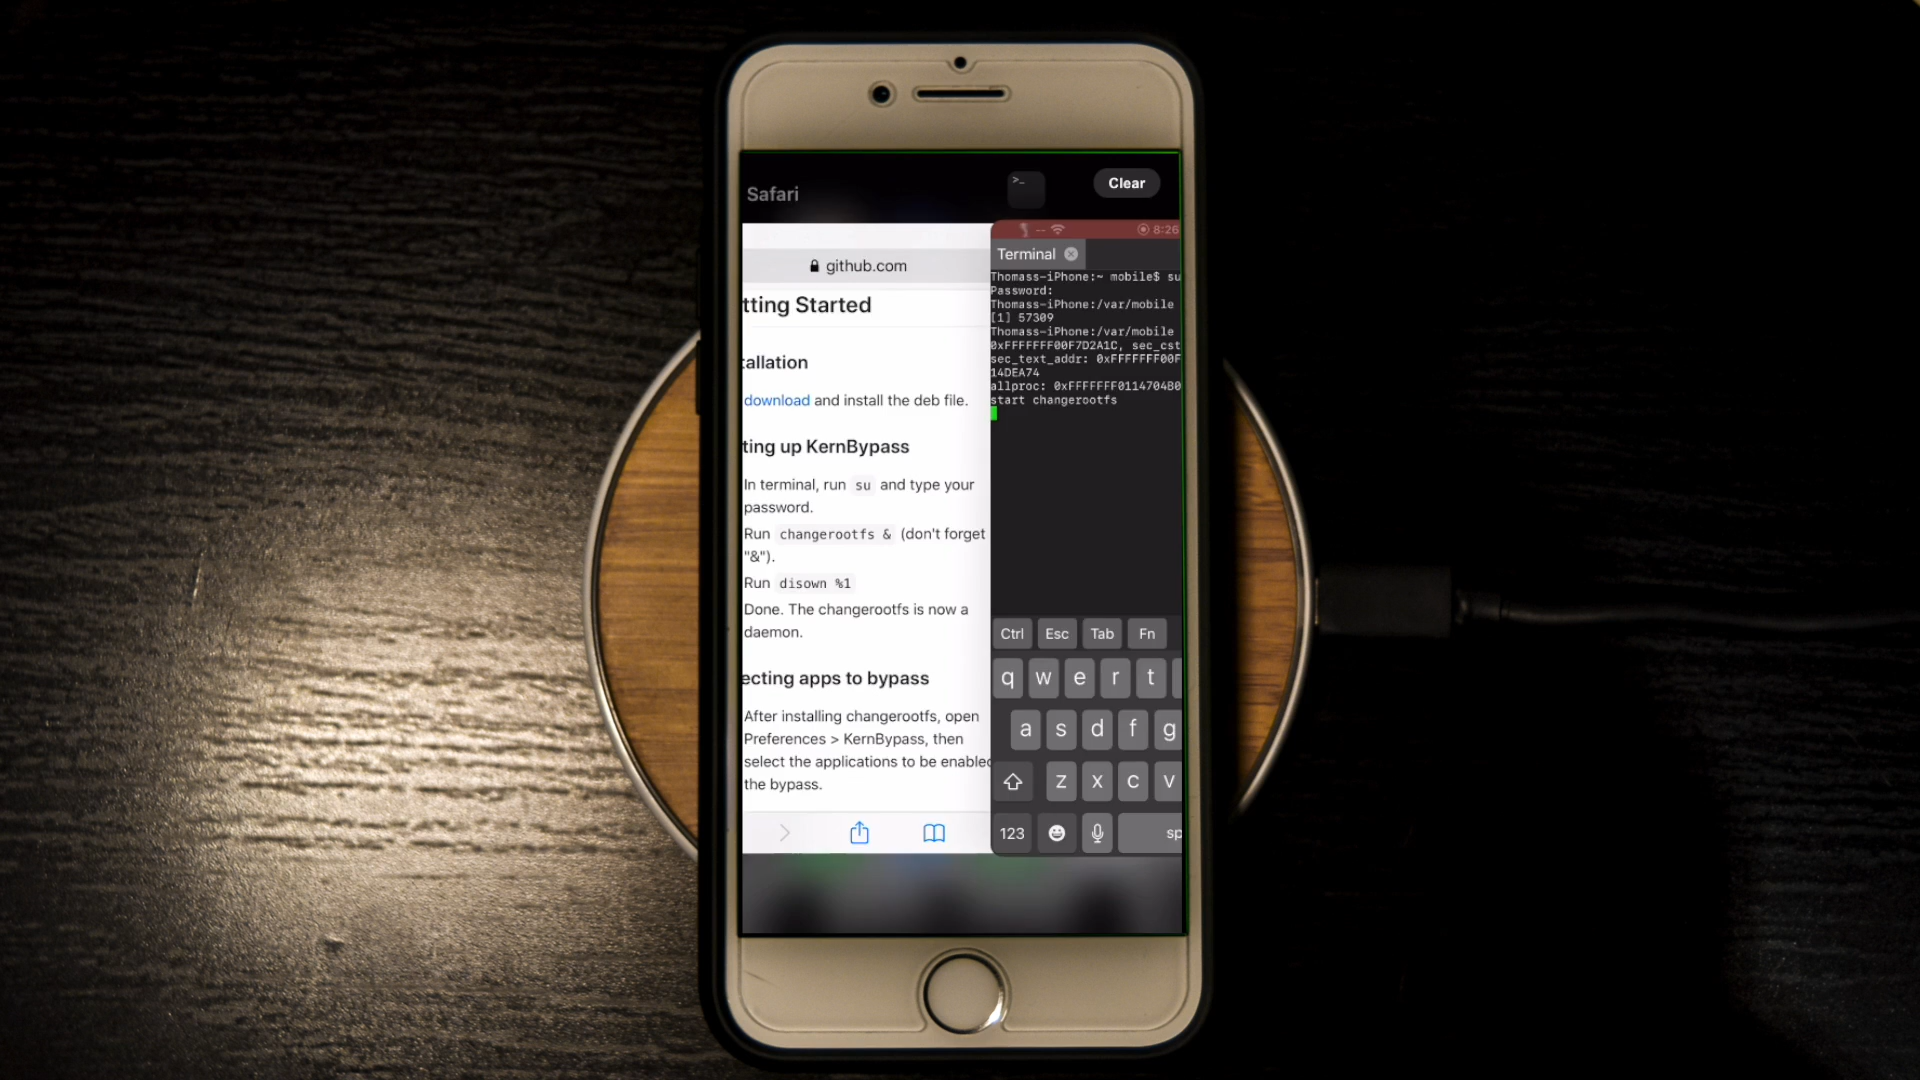 Safari
>_
Clear
github.com
tting Started
tallation
download and install the deb file.
ting up KernBypass
In terminal, run su and type your
password.
Run changerootfs & (don't forget
"&").
Run disown %1
Done. The changerootfs is now a
daemon.
ecting apps to bypass
After installing changerootfs, open
Preferences > KernBypass, then
select the applications to be enabled
the bypass.
-- 8:26
Terminal
Thomass-iPhone:~ mobile$ su
Password:
Thomass-iPhone:/var/mobile
[1] 57309
Thomass-iPhone:/var/mobile
0xFFFFFFF00F7D2A1C, sec_cst
sec_text_addr: 0xFFFFFFF00F
14DEA74
allproc: 0xFFFFFFF0114704B0
start changerootfs
Ctrl Esc Tab Fn
q w e r t
a s d f g
z x c v
123 sp